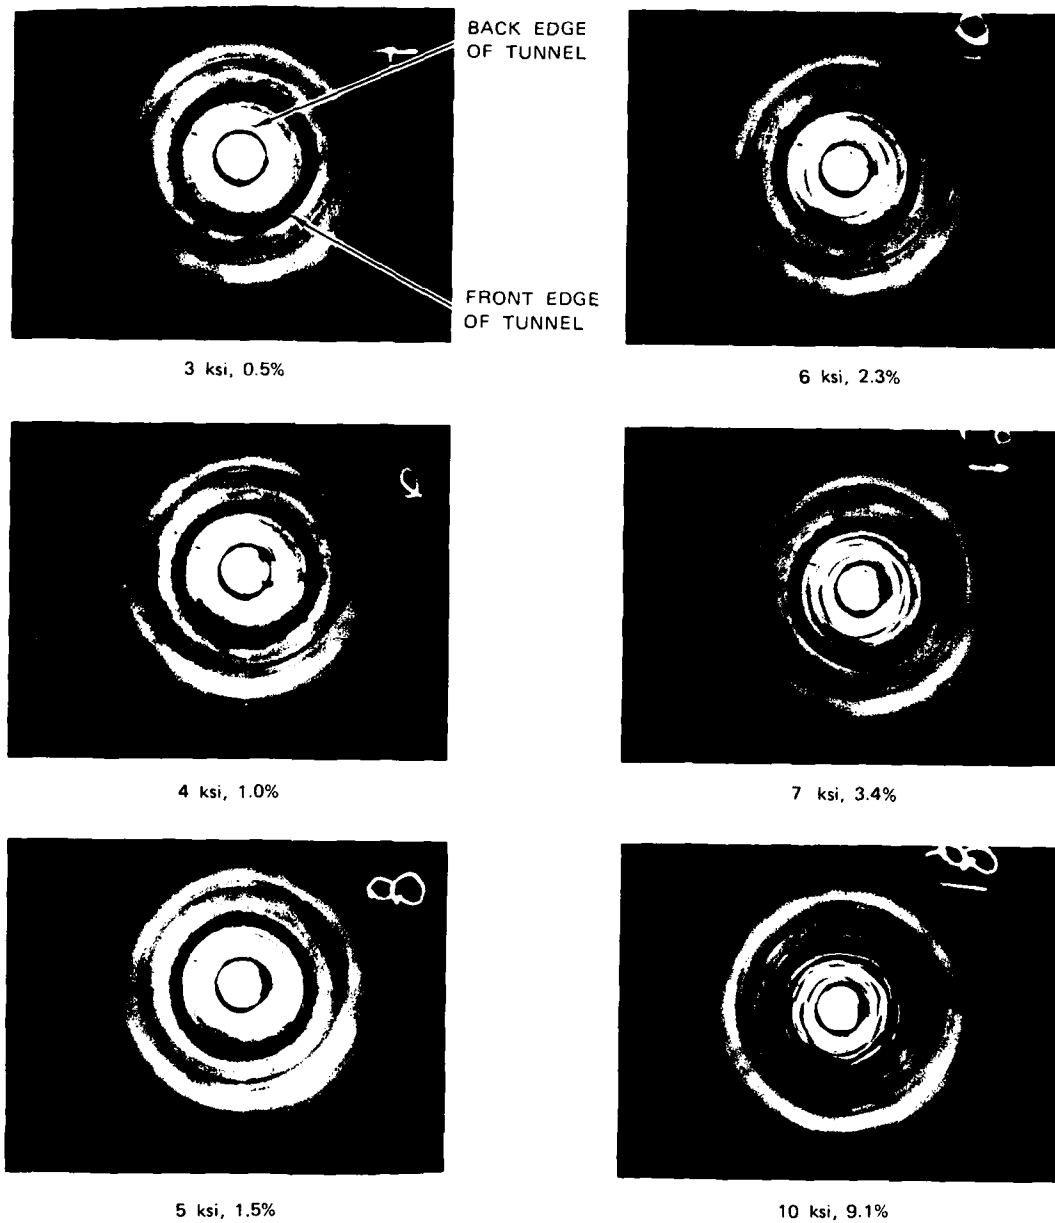 BACK EDGE
OF TUNNEL
FRONT EDGE
OF TUNNEL
3 ksi, 0.5%
6 ksi, 2.3%
4 ksi, 1.0%
7 ksi, 3.4%
5 ksi, 1.5%
10 ksi, 9.1%